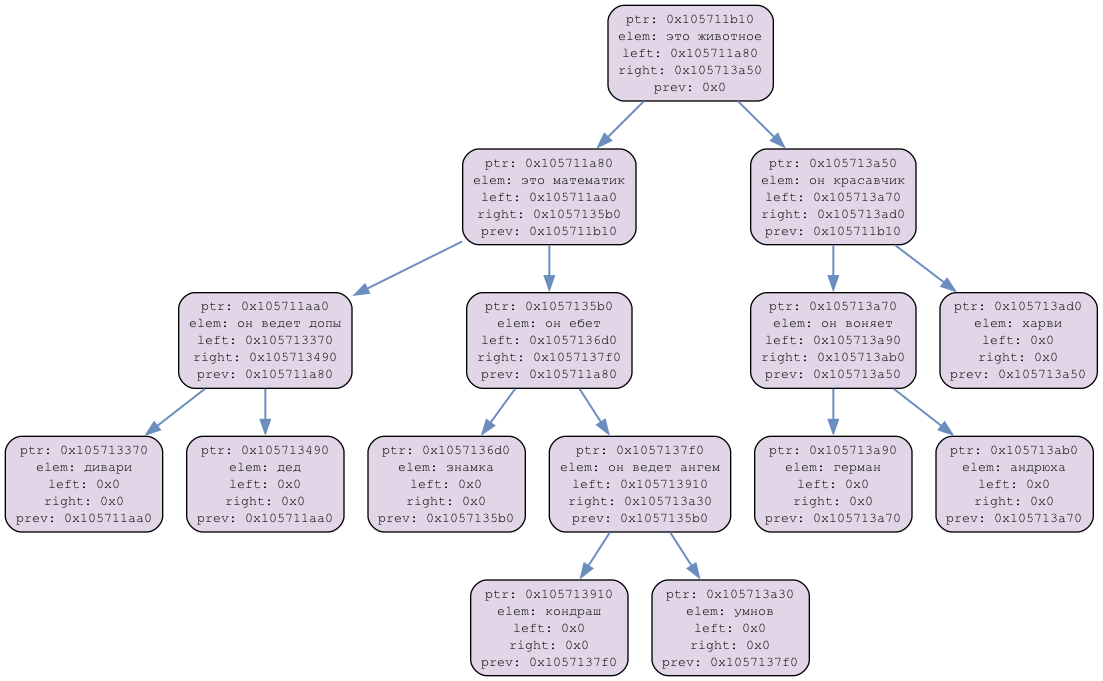 ptr: 0x105711b10
elem: это животное
left: 0x105711a80
right: 0x105713a50
prev: 0x0
ptr: 0x105711a80
elem: это математик
left: 0x105711aa0
right: 0x1057135b0
prev: 0x105711b10
ptr: 0x105713a50
elem: он красавчик
left: 0x105713a70
right: 0x105713ad0
prev: 0x105711b10
ptr: 0x105711aa0
elem: он ведет допы
left: 0x105713370
right: 0x105713490
prev: 0x105711a80
ptr: 0x1057135b0
elem: он ебет
left: 0x1057136d0
right: 0x1057137f0
prev: 0x105711a80
ptr: 0x105713a70
elem: он воняет
left: 0x105713a90
right: 0x105713ab0
prev: 0x105713a50
ptr: 0x105713ad0
elem: харви
left: 0x0
right: 0x0
prev: 0x105713a50
ptr: 0x105713370
elem: дивари
left: 0x0
right: 0x0
prev: 0x105711aa0
ptr: 0x105713490
elem: дед
left: 0x0
right: 0x0
prev: 0x105711aa0
ptr: 0x1057136d0
elem: знамка
left: 0x0
right: 0x0
prev: 0x1057135b0
ptr: 0x1057137f0
elem: он ведет ангем
left: 0x105713910
right: 0x105713a30
prev: 0x1057135b0
ptr: 0x105713a90
elem: герман
left: 0x0
right: 0x0
prev: 0x105713a70
ptr: 0x105713ab0
elem: андрюха
left: 0x0
right: 0x0
prev: 0x105713a70
ptr: 0x105713910
elem: кондраш
left: 0x0
right: 0x0
prev: 0x1057137f0
ptr: 0x105713a30
elem: умнов
left: 0x0
right: 0x0
prev: 0x1057137f0